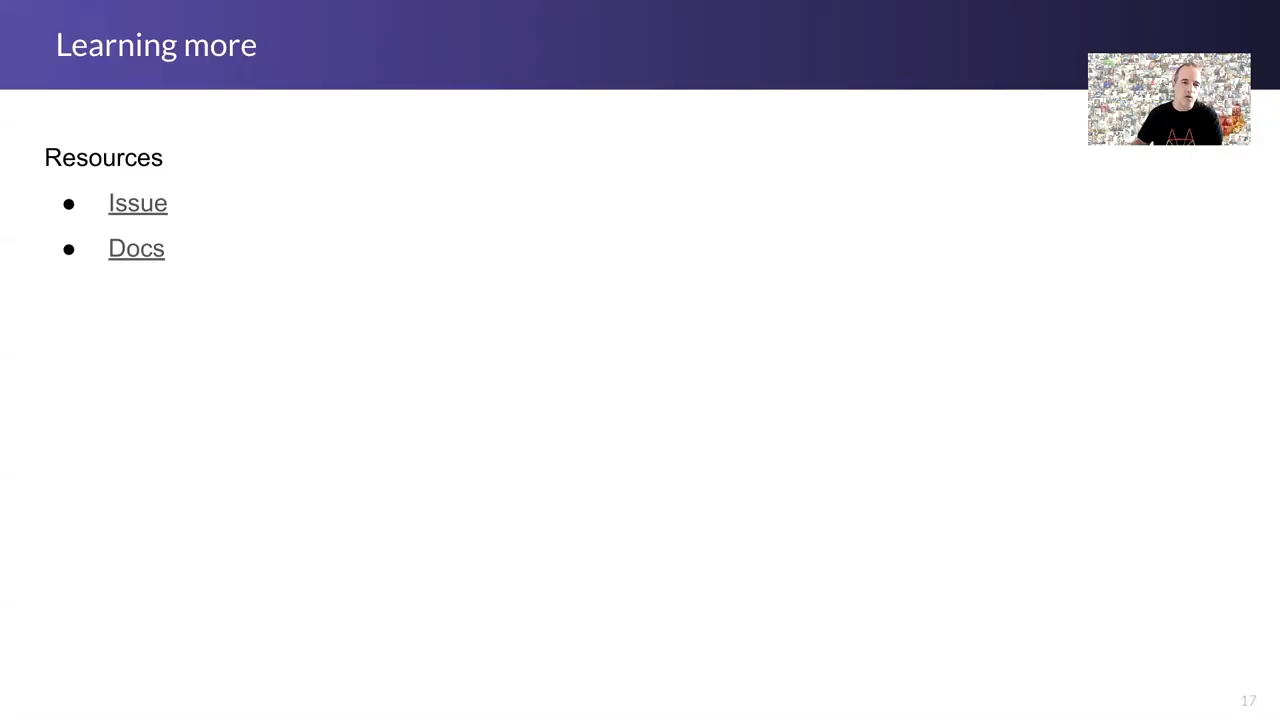 Learning more
Resources
● Issue
● Docs
17